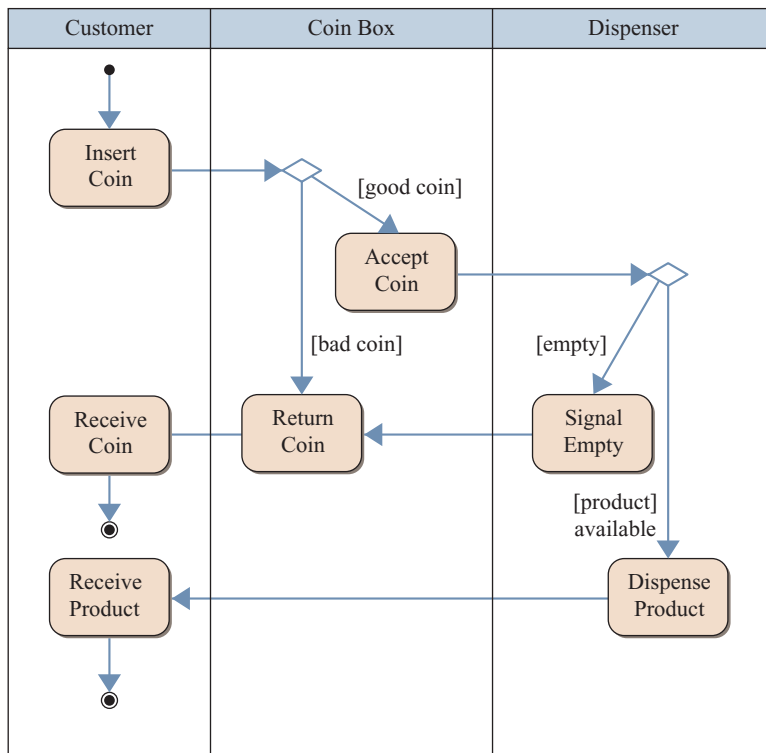 Customer
Coin Box
Dispenser
Insert
Coin
[good coin]
Accept
Coin
[bad coin]
[empty]
Receive
Coin
Return
Coin
Signal
Empty
[product]
available
Receive
Product
Dispense
Product